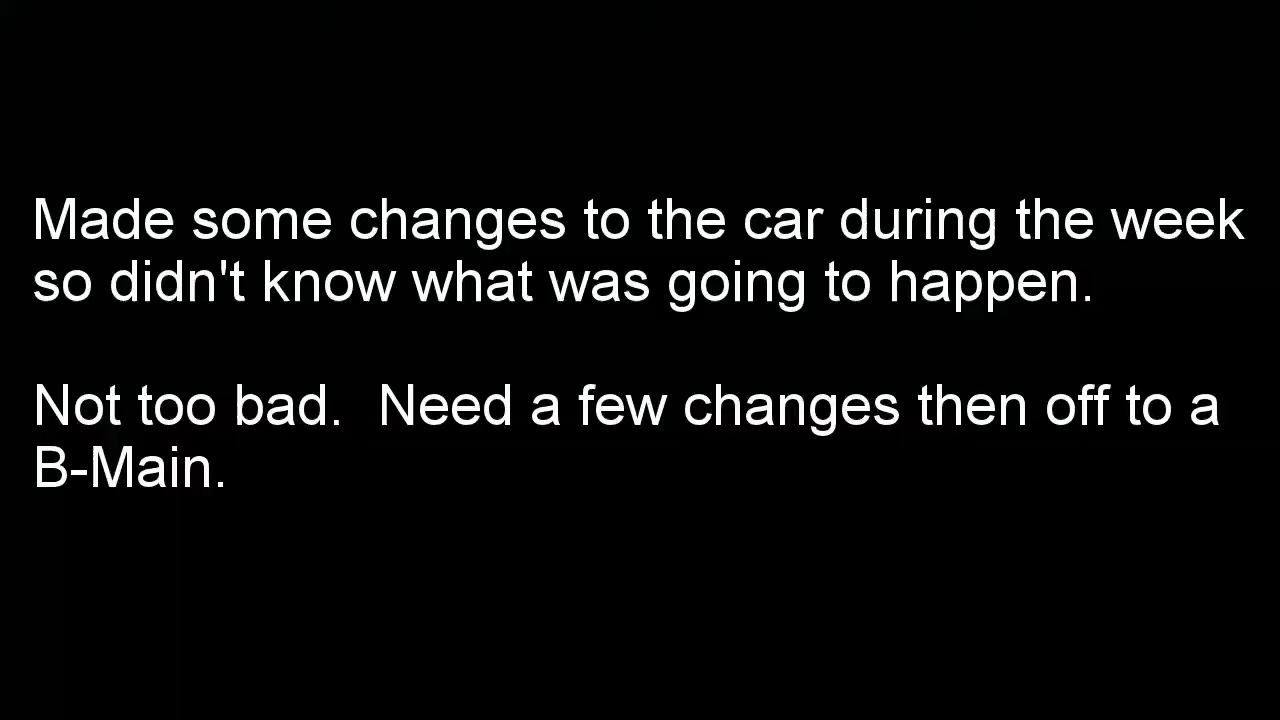 Made some changes to the car during the week
so didn't know what was going to happen.
Not too bad.  Need a few changes then off to a
B-Main.